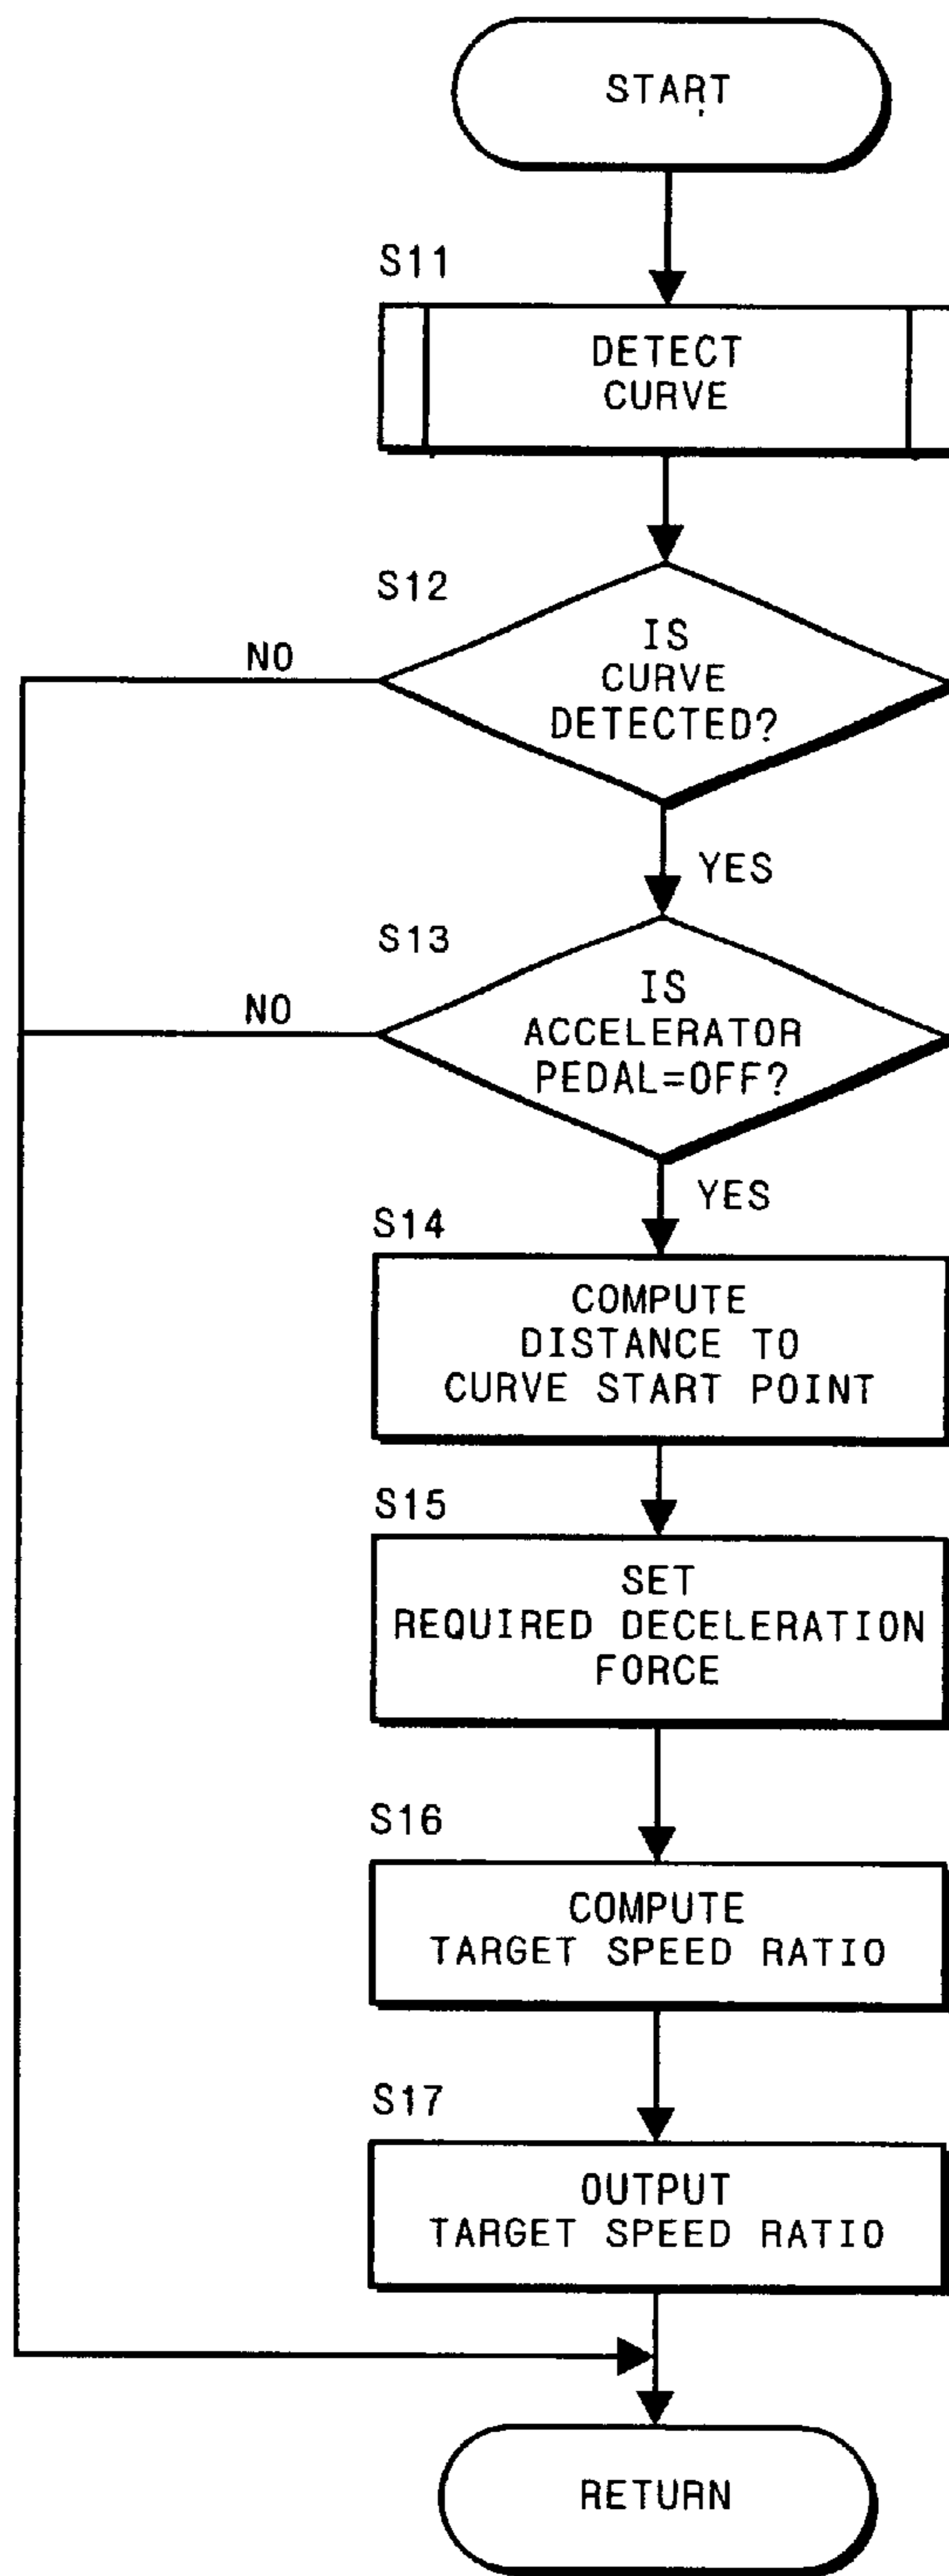 START
S11
DETECT
CURVE
S12
NO
IS
CURVE
DETECTED?
YES
S13
NO
IS
ACCELERATOR
PEDAL=OFF?
YES
S14
COMPUTE
DISTANCE TO
CURVE START POINT
S15
SET
REQUIRED DECELERATION
FORCE
S16
COMPUTE
TARGET SPEED RATIO
S17
OUTPUT
TARGET SPEED RATIO
RETURN